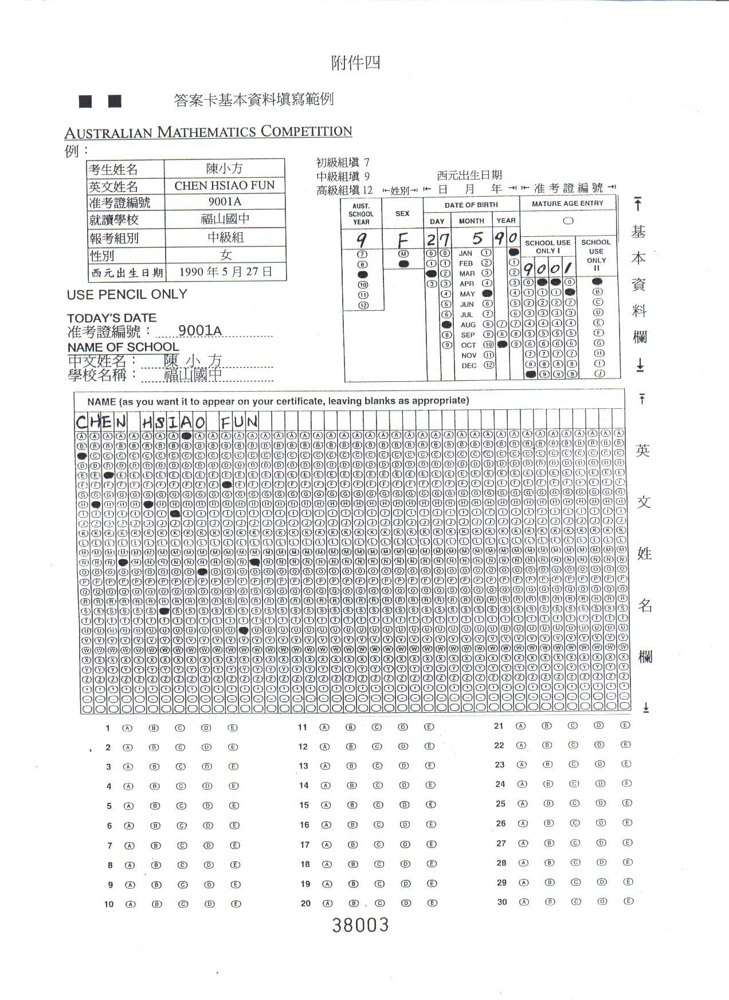 附件四
答案卡基本資料填寫範例
AUSTRALIAN MATHEMATICS COMPETITION
例：
考生姓名 陳小方
英文姓名 CHEN HSIAO FUN
准考證編號 9001A
就讀學校 福山國中
報考組別 中級組
性別 女
西元出生日期 1990 年 5 月 27 日
USE PENCIL ONLY
TODAY'S DATE
准考證編號： 9001A
NAME OF SCHOOL
中文姓名： 陳 小 方
學校名稱： 福山國中
初級組填 7
中級組填 9
高級組填 12
姓別
西元出生日期
日 月 年
准考證編號
AUST. SCHOOL YEAR
SEX
DATE OF BIRTH
DAY MONTH YEAR
MATURE AGE ENTRY
SCHOOL USE ONLY I
SCHOOL USE ONLY II
9 F 27 5 90
9001
7 M 0 0 JAN 1
8 1 1 FEB 2 1
2 MAR 3 2
10 3 3 APR 4 3
11 4 MAY 4
12 5 JUN 6 5
6 JUL 7 6
AUG 8 7 7
8 SEP 9 8 8
9 OCT 10 9
NOV 11
DEC 12
0 0
1 1 1 B
2 2 2 2 C
3 3 3 3 D
4 4 4 4 E
5 5 5 5 F
6 6 6 6 G
7 7 7 7 H
8 8 8 8 I
9 9 9 J
基本資料欄
NAME (as you want it to appear on your certificate, leaving blanks as appropriate)
CHEN HSIAO FUN
英文姓名欄
1 A B C D E
2 A B C D E
3 A B C D E
4 A B C D E
5 A B C D E
6 A B C D E
7 A B C D E
8 A B C D E
9 A B C D E
10 A B C D E
11 A B C D E
12 A B C D E
13 A B C D E
14 A B C D E
15 A B C D E
16 A B C D E
17 A B C D E
18 A B C D E
19 A B C D E
20 A B C D E
21 A B C D E
22 A B C D E
23 A B C D E
24 A B C D E
25 A B C D E
26 A B C D E
27 A B C D E
28 A B C D E
29 A B C D E
30 A B C D E
38003